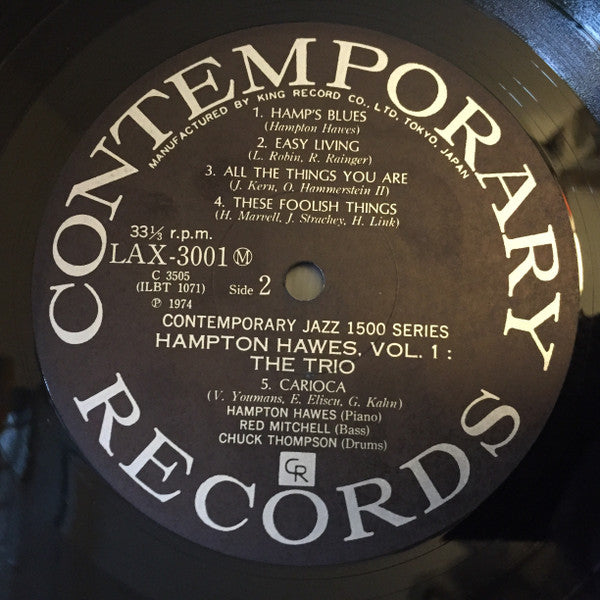 CONTEMPORARY
MANUFACTURED BY KING RECORD CO., LTD. TOKYO, JAPAN
1. HAMP'S BLUES
(Hampton Hawes)
2. EASY LIVING
(L. Robin, R. Rainger)
3. ALL THE THINGS YOU ARE
(J. Kern, O. Hammerstein II)
4. THESE FOOLISH THINGS
(H. Marvell, J. Strachey, H. Link)
33⅓ r.p.m.
LAX-3001 Ⓜ
C 3505
(ILBT 1071)
Side 2
℗ 1974
CONTEMPORARY JAZZ 1500 SERIES
HAMPTON HAWES, VOL. 1 :
THE TRIO
5. CARIOCA
(V. Youmans, E. Eliscu, G. Kahn)
HAMPTON HAWES (Piano)
RED MITCHELL (Bass)
CHUCK THOMPSON (Drums)
CR
RECORDS